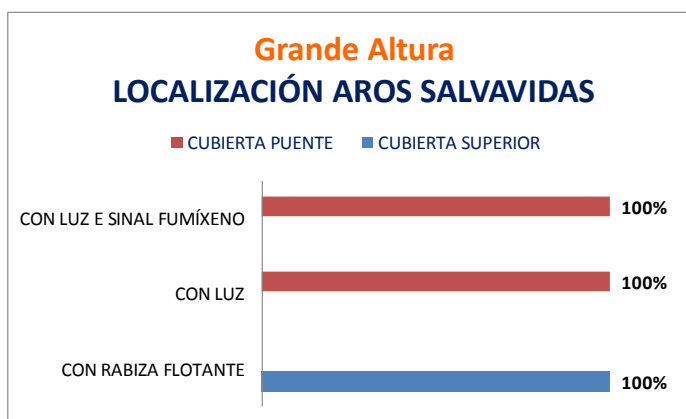 Grande Altura
LOCALIZACIÓN AROS SALVAVIDAS
CUBIERTA PUENTE CUBIERTA SUPERIOR
CON LUZ E SINAL FUMÍXENO 100%
CON LUZ 100%
CON RABIZA FLOTANTE 100%